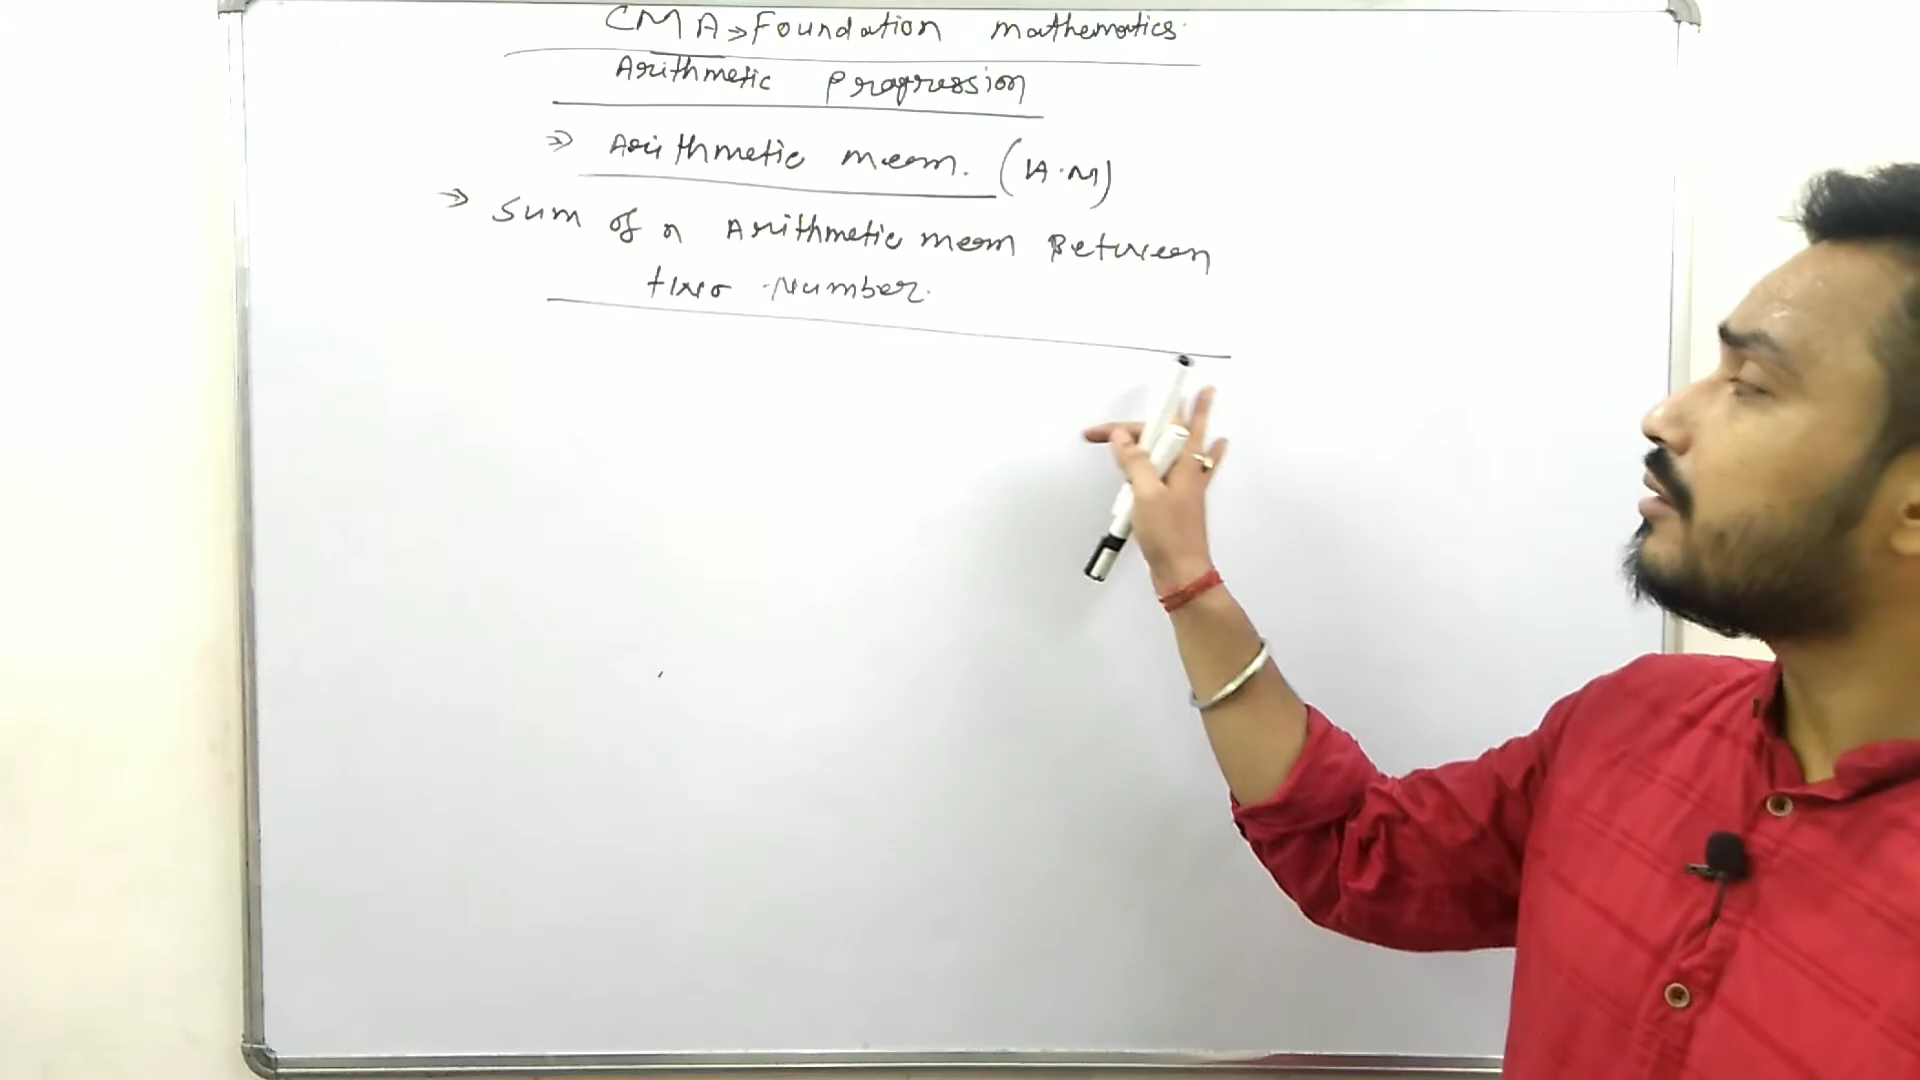 CMA => Foundation mathematics
Arithmetic Progression
=> Arithmetic mean. (A.M)
=> Sum of n Arithmetic mean Between
two Number.